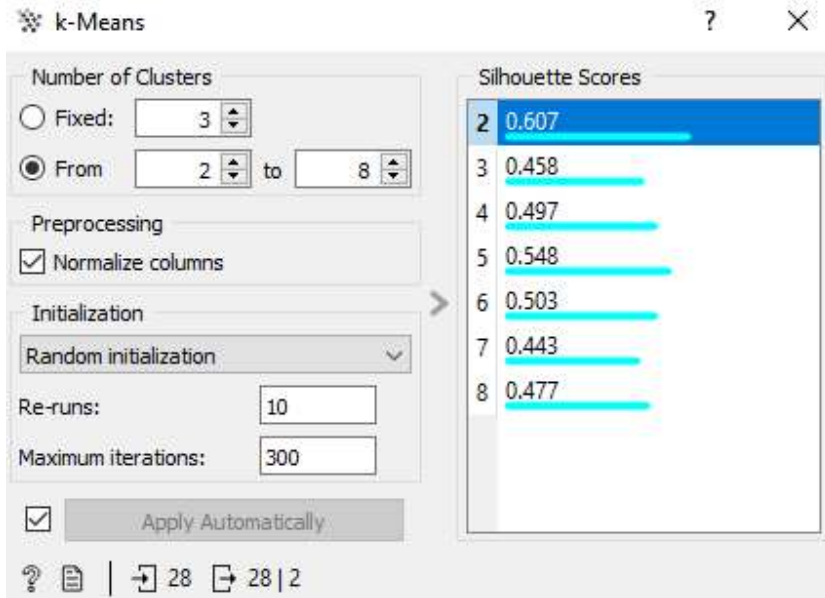 k-Means
?
Number of Clusters
Fixed: 3
From 2 to 8
Preprocessing
Normalize columns
Initialization
Random initialization
Re-runs: 10
Maximum iterations: 300
Apply Automatically
? 28 28 | 2
Silhouette Scores
2 0.607
3 0.458
4 0.497
5 0.548
6 0.503
7 0.443
8 0.477